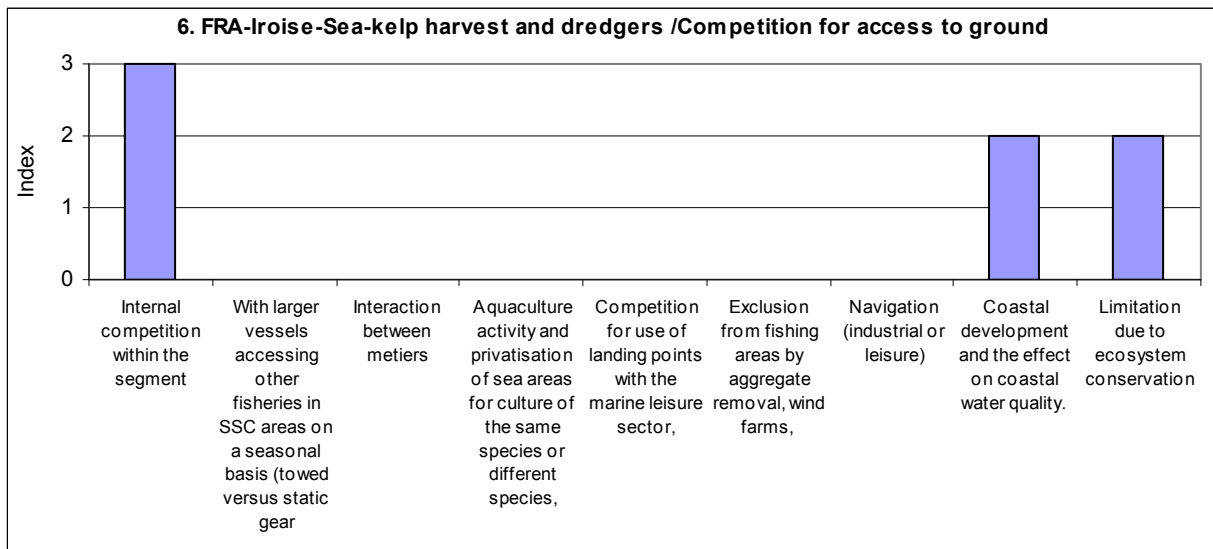 6. FRA-Iroise-Sea-kelp harvest and dredgers /Competition for access to ground
3
2
1
0
Index
Internal
competition
within the
segment
With larger
vessels
accessing
other
fisheries in
SSC areas on
a seasonal
basis (towed
versus static
gear
Interaction
between
metiers
Aquaculture
activity and
privatisation
of sea areas
for culture of
the same
species or
different
species,
Competition
for use of
landing points
with the
marine leisure
sector,
Exclusion
from fishing
areas by
aggregate
removal, wind
farms,
Navigation
(industrial or
leisure)
Coastal
development
and the effect
on coastal
water quality.
Limitation
due to
ecosystem
conservation